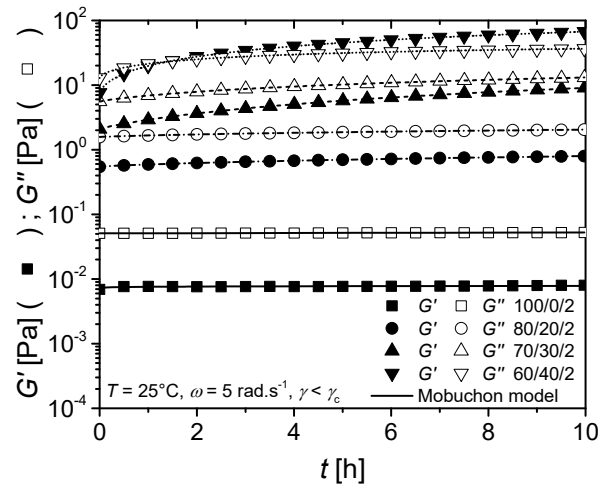 G' [Pa] ( ■ ) ; G″ [Pa] ( □ )
10²
10¹
10⁰
10⁻¹
10⁻²
10⁻³
10⁻⁴
■ G' □ G″ 100/0/2
● G' ○ G″ 80/20/2
▲ G' △ G″ 70/30/2
▼ G' ▽ G″ 60/40/2
T = 25°C, ω = 5 rad.s⁻¹, γ < γc — Mobuchon model
0 2 4 6 8 10
t [h]